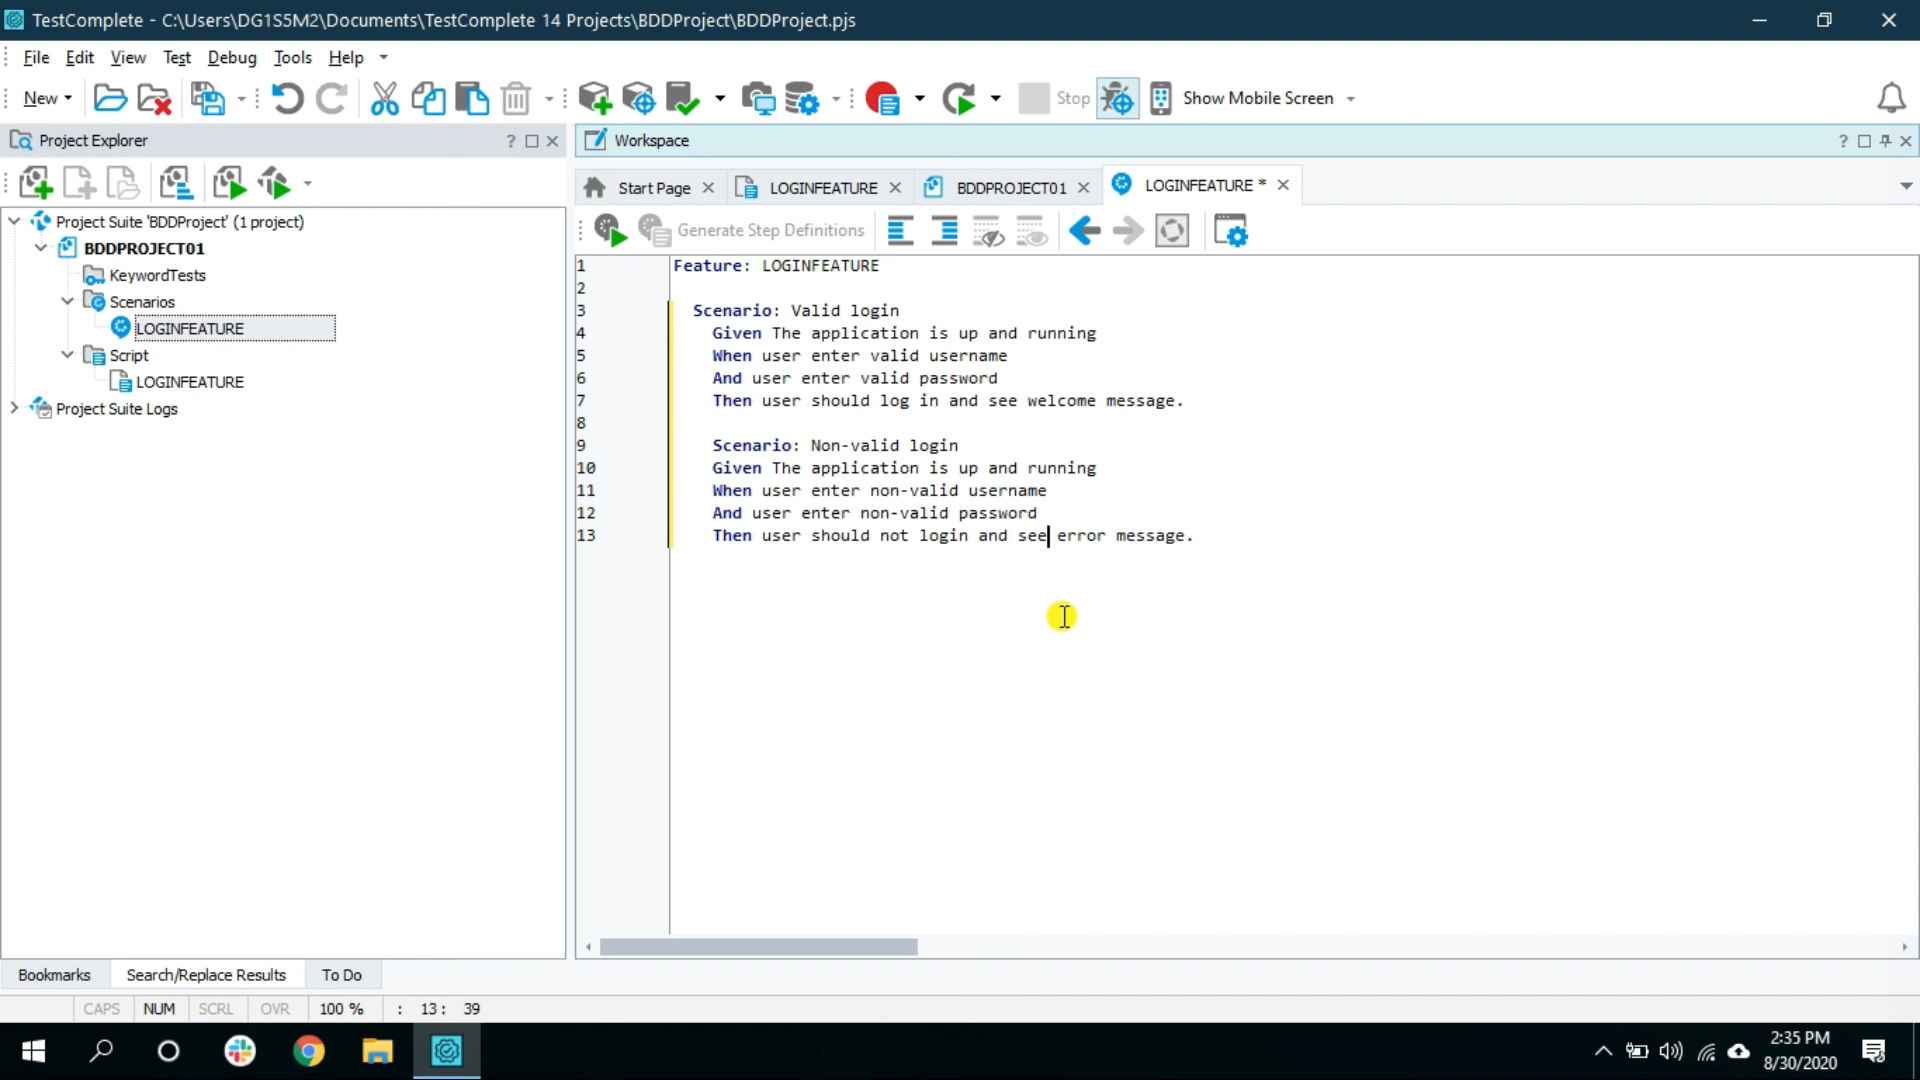 TestComplete - C:\Users\DG1S5M2\Documents\TestComplete 14 Projects\BDDProject\BDDProject.pjs
File Edit View Test Debug Tools Help
New Stop Show Mobile Screen
Project Explorer ?
Workspace ?
Start Page LOGINFEATURE BDDPROJECT01 LOGINFEATURE *
Generate Step Definitions
Project Suite 'BDDProject' (1 project)
BDDPROJECT01
KeywordTests
Scenarios
LOGINFEATURE
Script
LOGINFEATURE
Project Suite Logs
1 Feature: LOGINFEATURE
2
3 Scenario: Valid login
4 Given The application is up and running
5 When user enter valid username
6 And user enter valid password
7 Then user should log in and see welcome message.
8
9 Scenario: Non-valid login
10 Given The application is up and running
11 When user enter non-valid username
12 And user enter non-valid password
13 Then user should not login and see error message.
Bookmarks Search/Replace Results To Do
CAPS NUM SCRL OVR 100 % : 13: 39
2:35 PM
8/30/2020